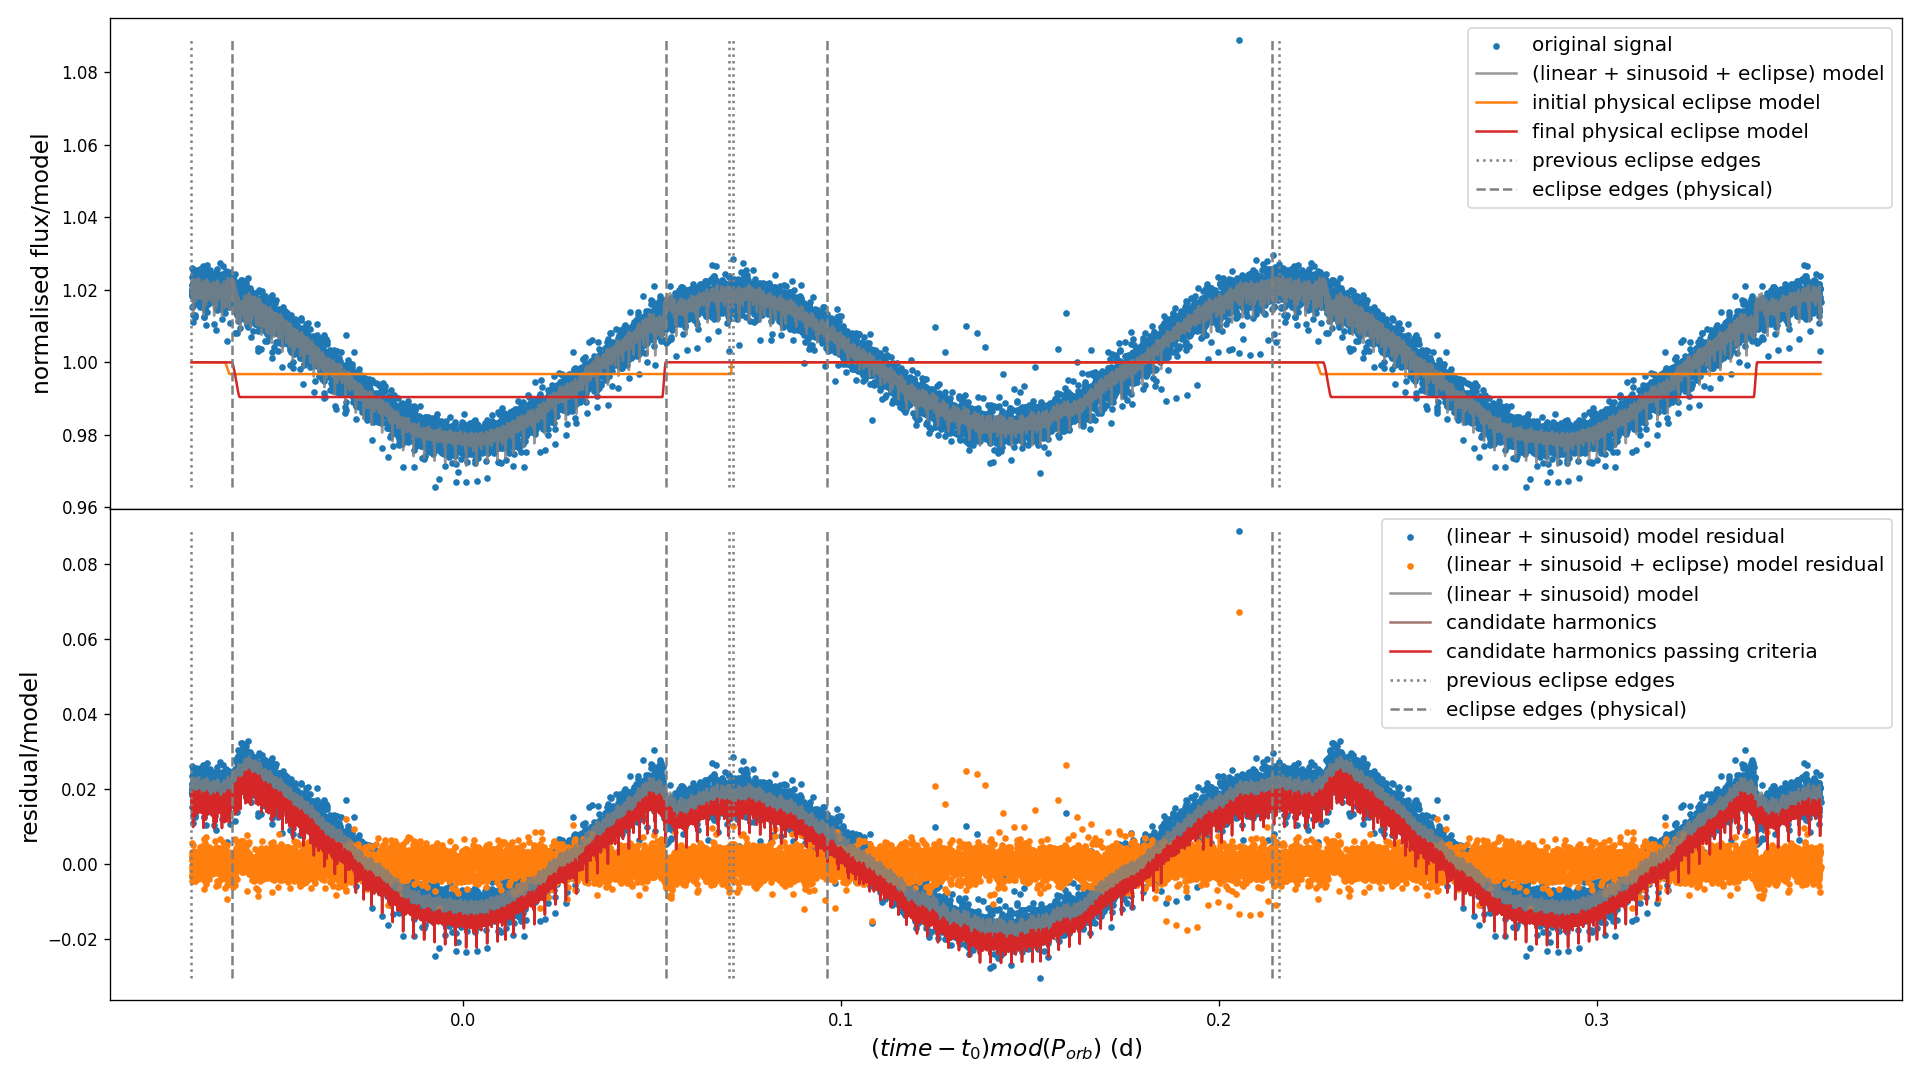 original signal
(linear + sinusoid + eclipse) model
initial physical eclipse model
final physical eclipse model
previous eclipse edges
eclipse edges (physical)
normalised flux/model
1.08
1.06
1.04
1.02
1.00
0.98
0.96
(linear + sinusoid) model residual
(linear + sinusoid + eclipse) model residual
(linear + sinusoid) model
candidate harmonics
candidate harmonics passing criteria
previous eclipse edges
eclipse edges (physical)
residual/model
0.08
0.06
0.04
0.02
0.00
−0.02
0.0 0.1 0.2 0.3
(time − t₀)mod(P_orb) (d)